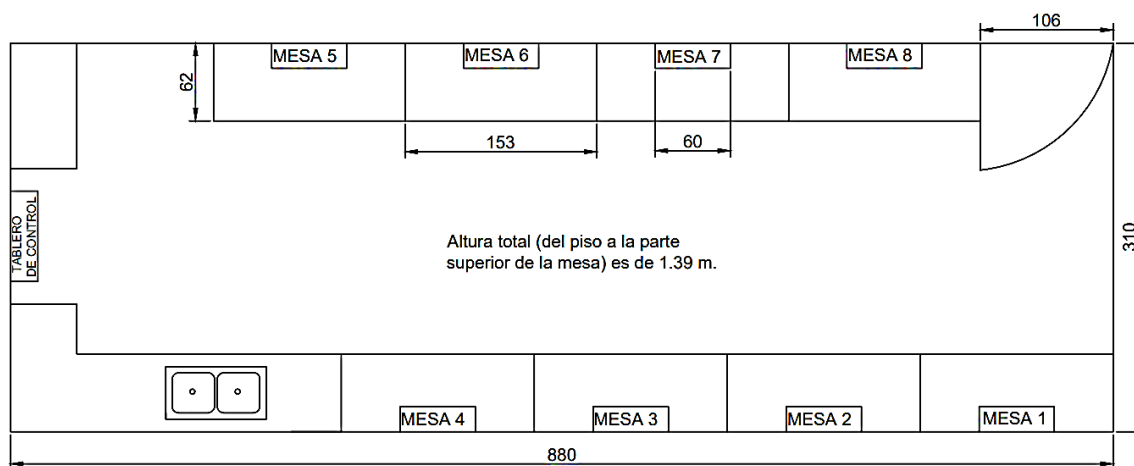 106
MESA 5
MESA 6
MESA 7
MESA 8
62
153
60
TABLERO
DE CONTROL
Altura total (del piso a la parte
superior de la mesa) es de 1.39 m.
310
MESA 4
MESA 3
MESA 2
MESA 1
880